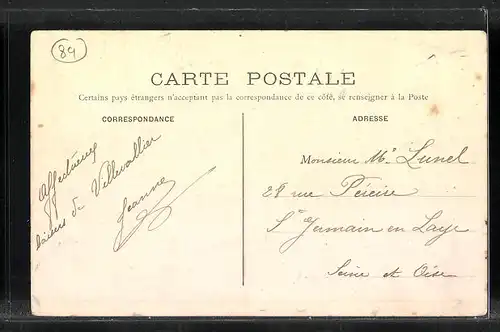 89
CARTE POSTALE
Certains pays étrangers n'acceptant pas la correspondance de ce côté, se renseigner à la Poste
CORRESPONDANCE
Affectueux
baisers de Villevallier
Jeanne
ADRESSE
Monsieur Mce Lunel
29 rue Péreire
St Germain en Laye
Seine et Oise